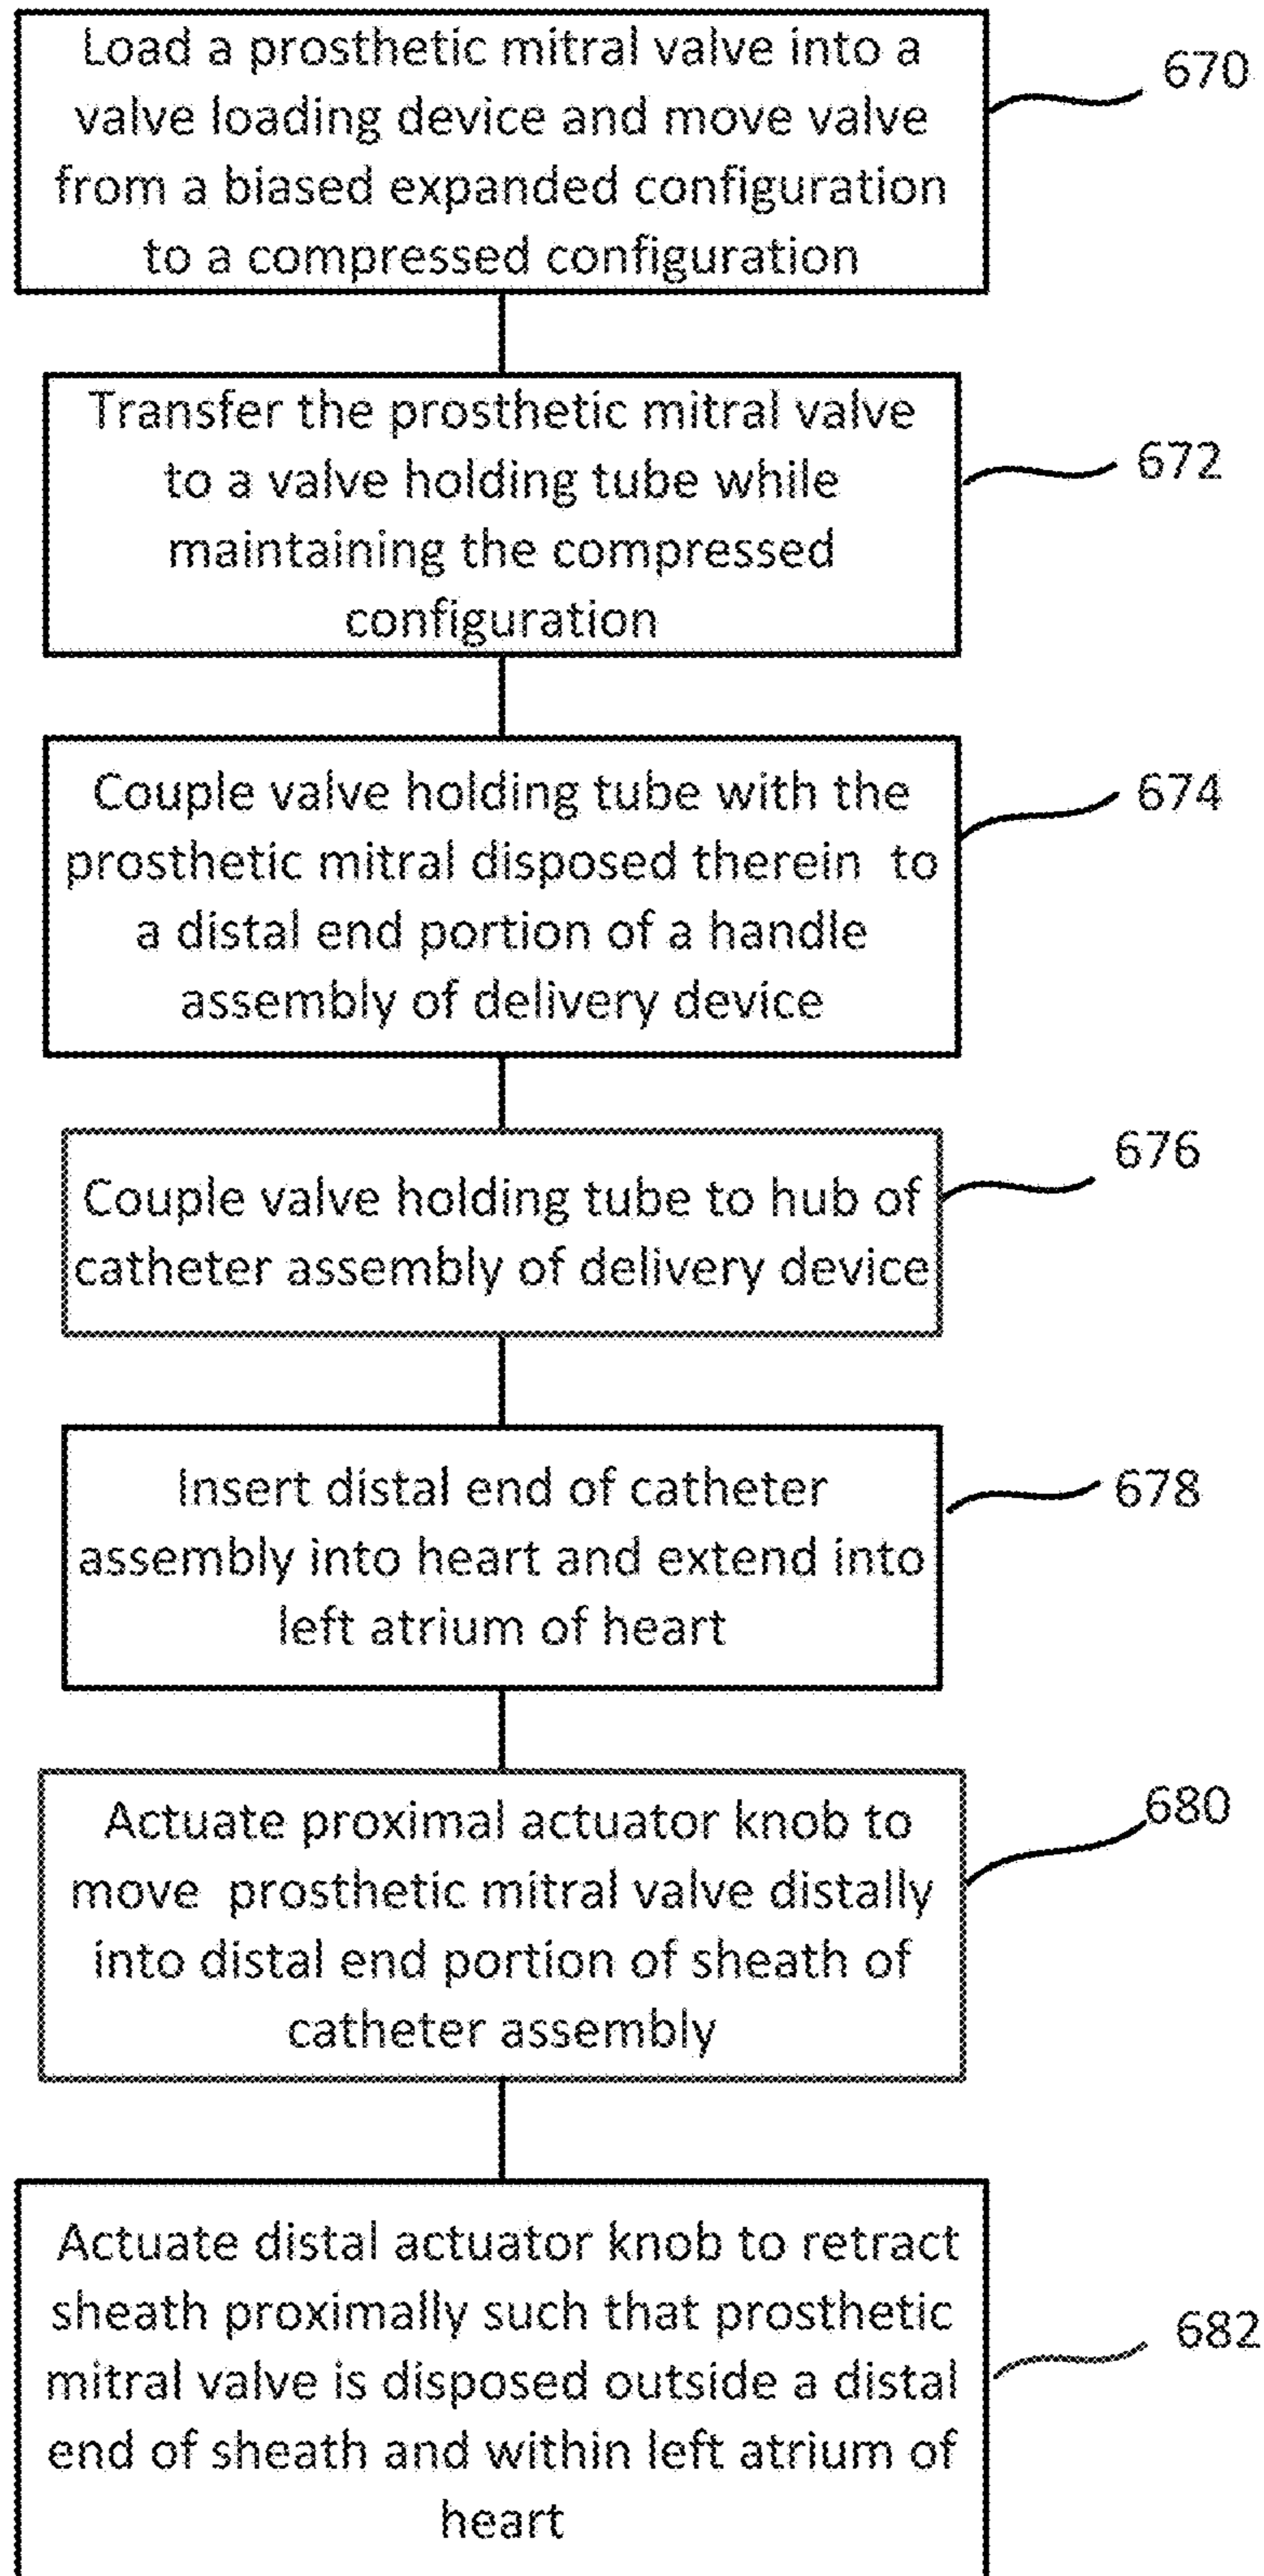 Load a prosthetic mitral valve into a
valve loading device and move valve
from a biased expanded configuration
to a compressed configuration
670
Transfer the prosthetic mitral valve
to a valve holding tube while
maintaining the compressed
configuration
672
Couple valve holding tube with the
prosthetic mitral disposed therein to
a distal end portion of a handle
assembly of delivery device
674
Couple valve holding tube to hub of
catheter assembly of delivery device
676
Insert distal end of catheter
assembly into heart and extend into
left atrium of heart
678
Actuate proximal actuator knob to
move prosthetic mitral valve distally
into distal end portion of sheath of
catheter assembly
680
Actuate distal actuator knob to retract
sheath proximally such that prosthetic
mitral valve is disposed outside a distal
end of sheath and within left atrium of
heart
682